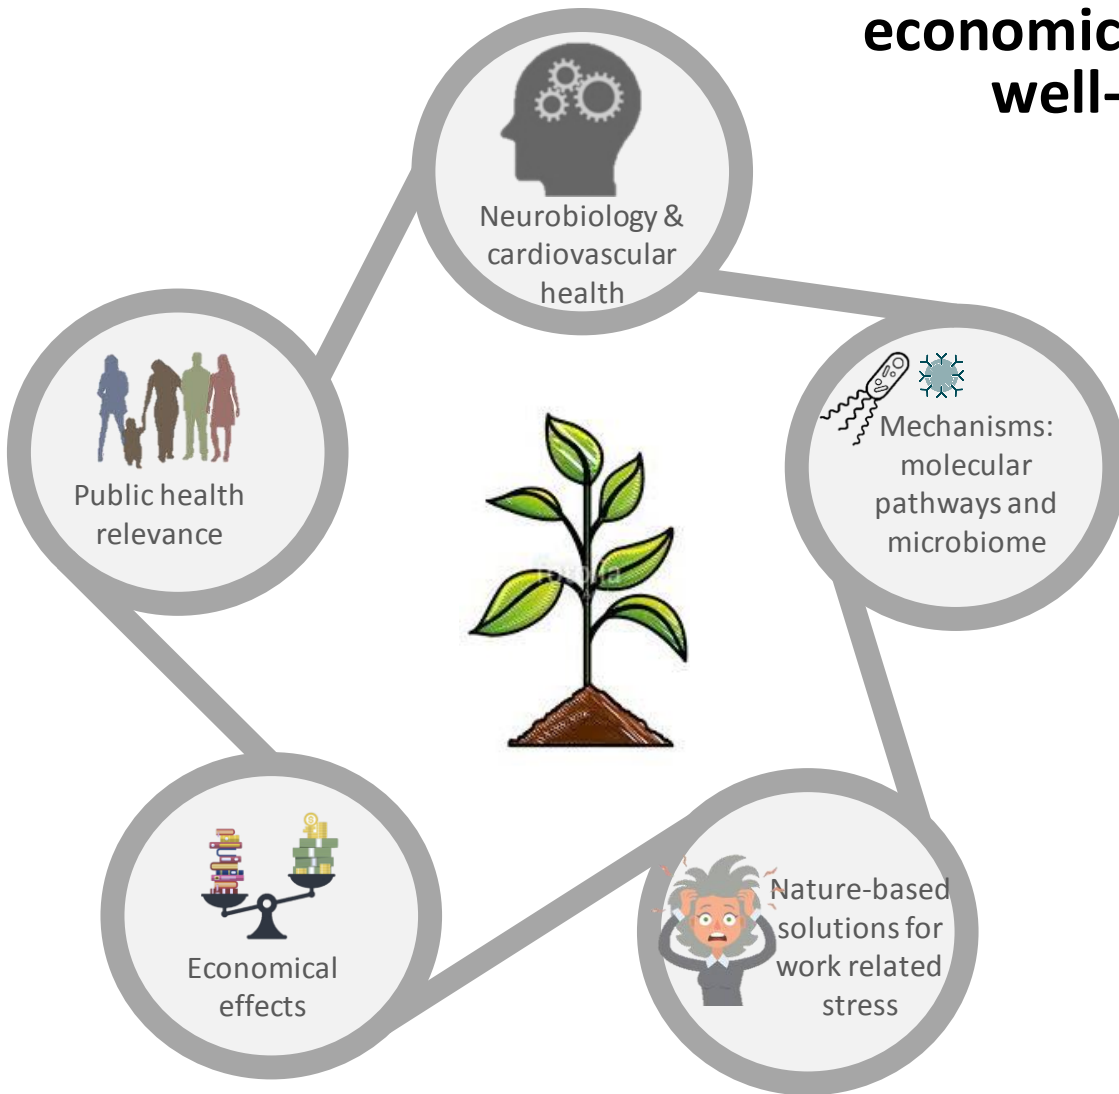 economic
well-
Neurobiology &
cardiovascular
health
Mechanisms:
molecular
pathways and
microbiome
Public health
relevance
Nature-based
solutions for
work related
stress
Economical
effects